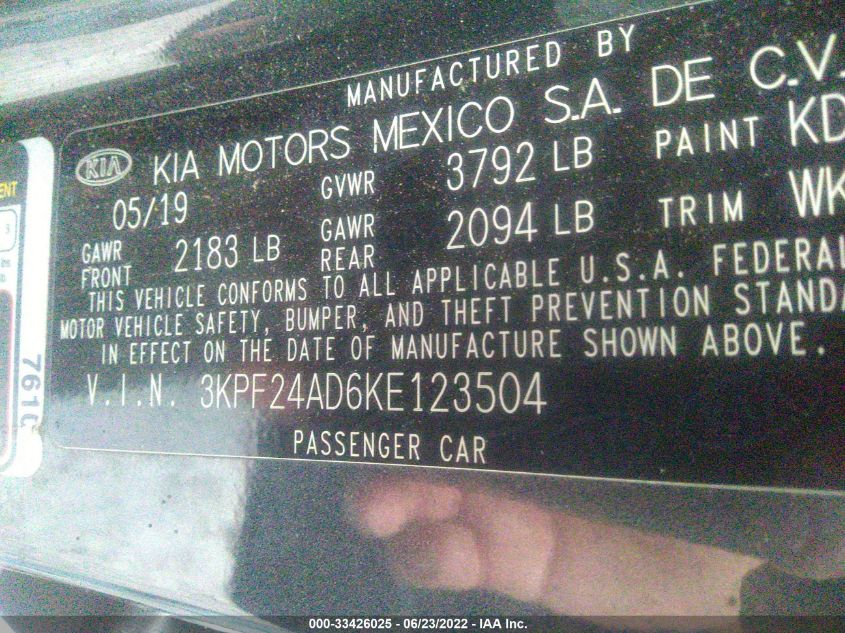 MANUFACTURED BY
KIA KIA MOTORS MEXICO S.A. DE C.V.
05/19 GVWR 3792 LB PAINT KD
GAWR FRONT 2183 LB GAWR REAR 2094 LB TRIM WK
THIS VEHICLE CONFORMS TO ALL APPLICABLE U.S.A. FEDERAL
MOTOR VEHICLE SAFETY, BUMPER, AND THEFT PREVENTION STANDA
IN EFFECT ON THE DATE OF MANUFACTURE SHOWN ABOVE.
V.I.N. 3KPF24AD6KE123504
PASSENGER CAR
7610
000-33426025 - 06/23/2022 - IAA Inc.